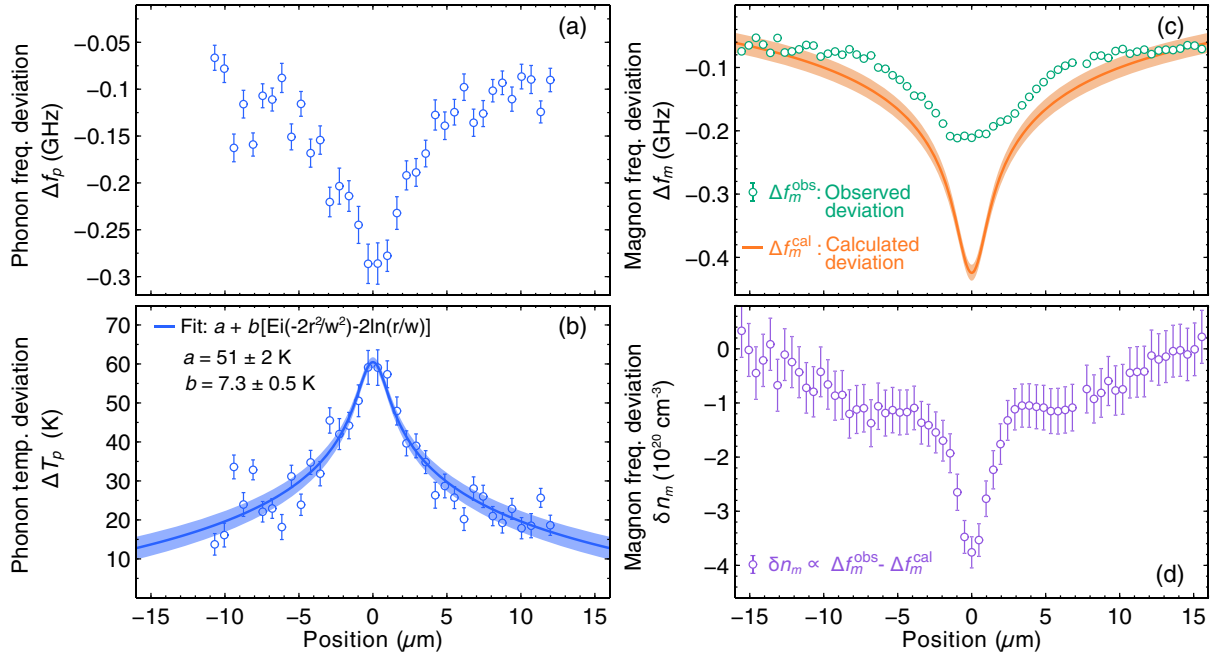 (a)
Phonon freq. deviation
Δf_p (GHz)
−0.05
−0.1
−0.15
−0.2
−0.25
−0.3
(b)
Phonon temp. deviation
ΔT_p (K)
70
60
50
40
30
20
10
Fit: a + b[Ei(-2r²/w²)-2ln(r/w)]
a = 51 ± 2 K
b = 7.3 ± 0.5 K
−15 −10 −5 0 5 10 15
Position (μm)
(c)
Magnon freq. deviation
Δf_m (GHz)
−0.1
−0.2
−0.3
−0.4
Δf_m^obs : Observed
deviation
Δf_m^cal : Calculated
deviation
(d)
Magnon freq. deviation
δn_m (10²⁰ cm⁻³)
0
−1
−2
−3
−4
δn_m ∝ Δf_m^obs - Δf_m^cal
−15 −10 −5 0 5 10 15
Position (μm)